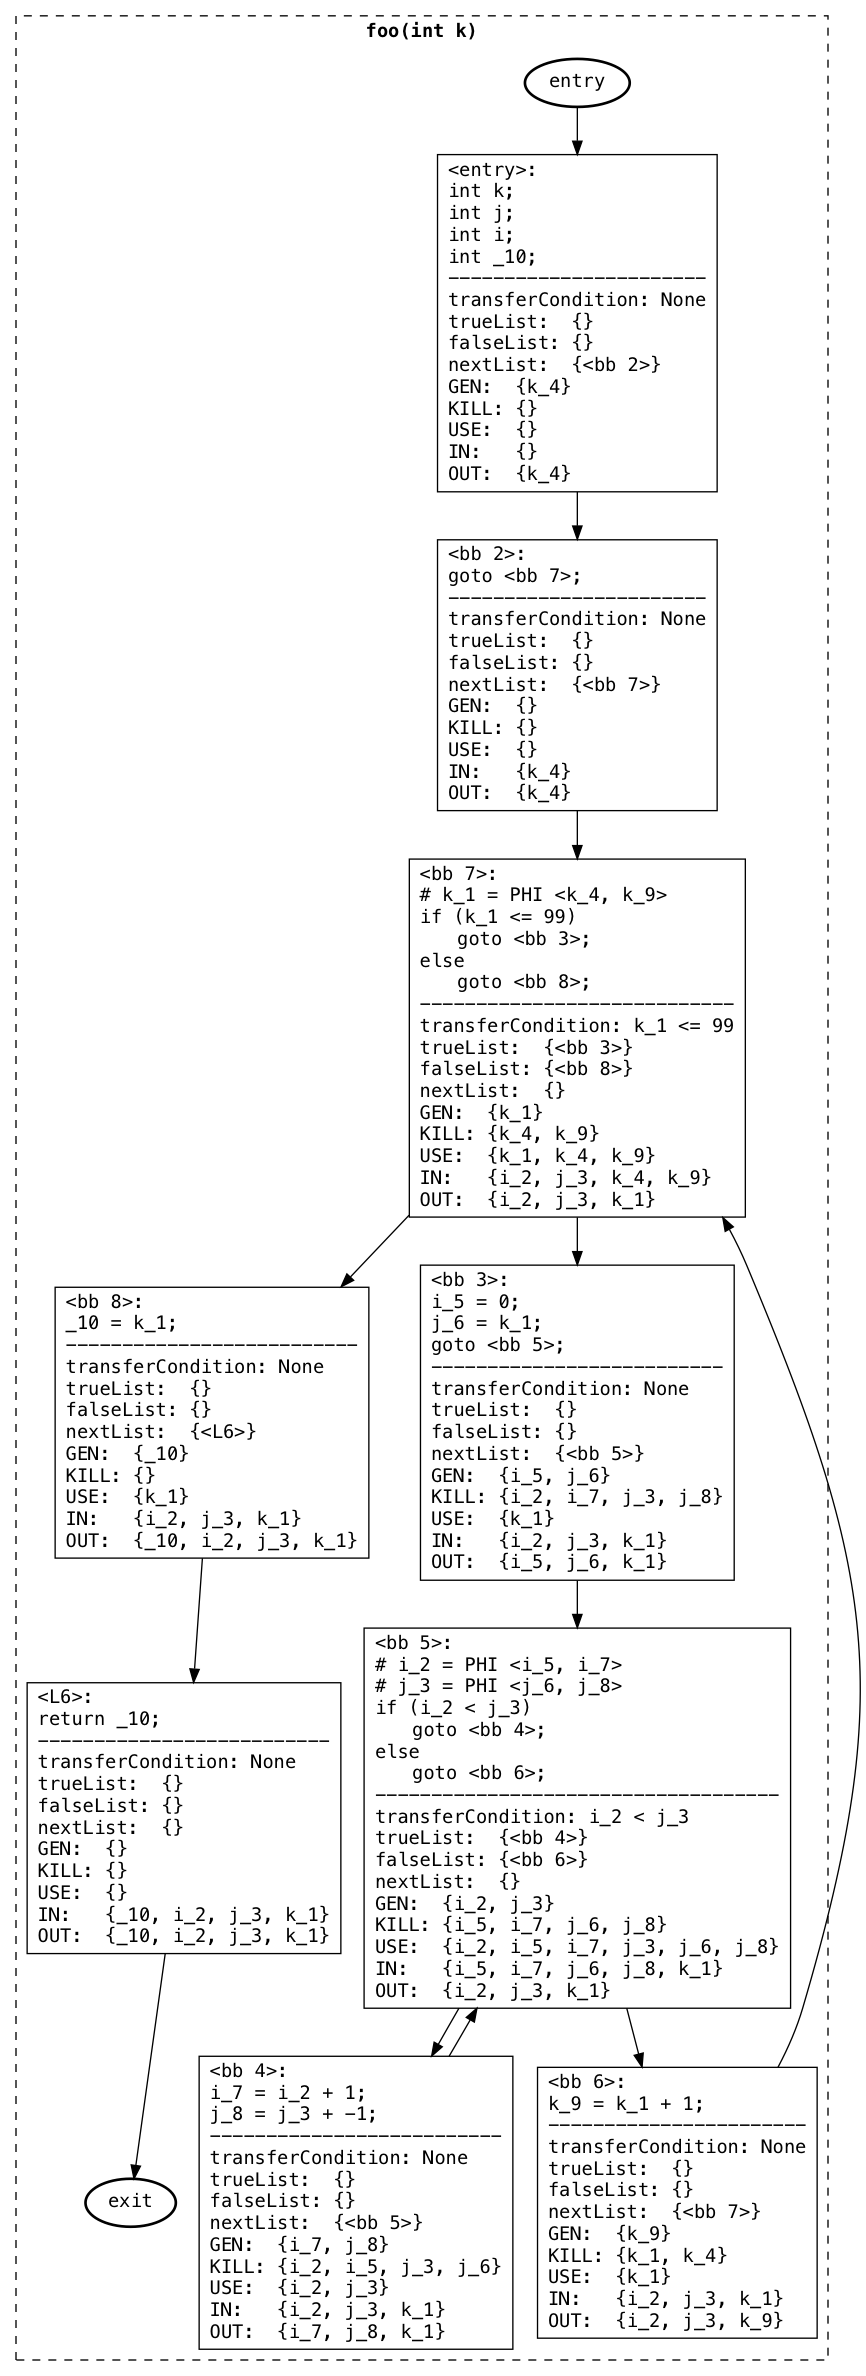 foo(int k)
entry
<entry>:
int k;
int j;
int i;
int _10;
-----------------------
transferCondition: None
trueList:  {}
falseList: {}
nextList:  {<bb 2>}
GEN:  {k_4}
KILL: {}
USE:  {}
IN:   {}
OUT:  {k_4}
<bb 2>:
goto <bb 7>;
-----------------------
transferCondition: None
trueList:  {}
falseList: {}
nextList:  {<bb 7>}
GEN:  {}
KILL: {}
USE:  {}
IN:   {k_4}
OUT:  {k_4}
<bb 7>:
# k_1 = PHI <k_4, k_9>
if (k_1 <= 99)
goto <bb 3>;
else
goto <bb 8>;
----------------------------
transferCondition: k_1 <= 99
trueList:  {<bb 3>}
falseList: {<bb 8>}
nextList:  {}
GEN:  {k_1}
KILL: {k_4, k_9}
USE:  {k_1, k_4, k_9}
IN:   {i_2, j_3, k_4, k_9}
OUT:  {i_2, j_3, k_1}
<bb 8>:
_10 = k_1;
--------------------------
transferCondition: None
trueList:  {}
falseList: {}
nextList:  {<L6>}
GEN:  {_10}
KILL: {}
USE:  {k_1}
IN:   {i_2, j_3, k_1}
OUT:  {_10, i_2, j_3, k_1}
<bb 3>:
i_5 = 0;
j_6 = k_1;
goto <bb 5>;
--------------------------
transferCondition: None
trueList:  {}
falseList: {}
nextList:  {<bb 5>}
GEN:  {i_5, j_6}
KILL: {i_2, i_7, j_3, j_8}
USE:  {k_1}
IN:   {i_2, j_3, k_1}
OUT:  {i_5, j_6, k_1}
<L6>:
return _10;
--------------------------
transferCondition: None
trueList:  {}
falseList: {}
nextList:  {}
GEN:  {}
KILL: {}
USE:  {}
IN:   {_10, i_2, j_3, k_1}
OUT:  {_10, i_2, j_3, k_1}
<bb 5>:
# i_2 = PHI <i_5, i_7>
# j_3 = PHI <j_6, j_8>
if (i_2 < j_3)
goto <bb 4>;
else
goto <bb 6>;
------------------------------------
transferCondition: i_2 < j_3
trueList:  {<bb 4>}
falseList: {<bb 6>}
nextList:  {}
GEN:  {i_2, j_3}
KILL: {i_5, i_7, j_6, j_8}
USE:  {i_2, i_5, i_7, j_3, j_6, j_8}
IN:   {i_5, i_7, j_6, j_8, k_1}
OUT:  {i_2, j_3, k_1}
exit
<bb 4>:
i_7 = i_2 + 1;
j_8 = j_3 + -1;
--------------------------
transferCondition: None
trueList:  {}
falseList: {}
nextList:  {<bb 5>}
GEN:  {i_7, j_8}
KILL: {i_2, i_5, j_3, j_6}
USE:  {i_2, j_3}
IN:   {i_2, j_3, k_1}
OUT:  {i_7, j_8, k_1}
<bb 6>:
k_9 = k_1 + 1;
-----------------------
transferCondition: None
trueList:  {}
falseList: {}
nextList:  {<bb 7>}
GEN:  {k_9}
KILL: {k_1, k_4}
USE:  {k_1}
IN:   {i_2, j_3, k_1}
OUT:  {i_2, j_3, k_9}